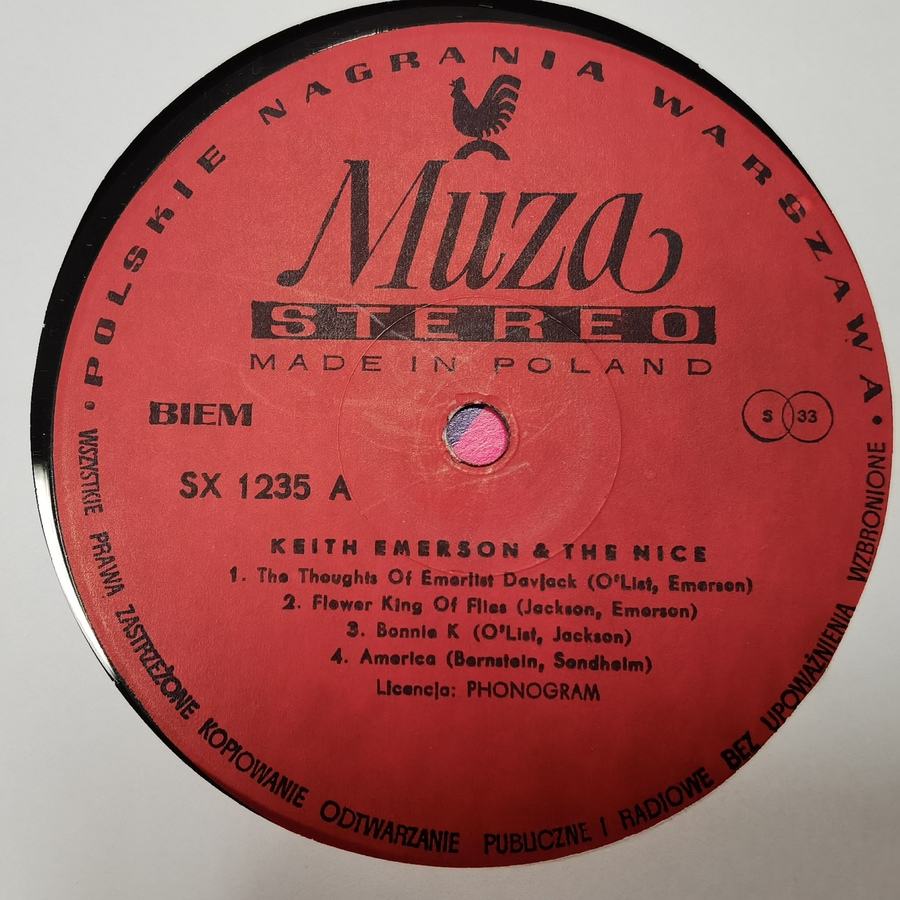 POLSKIE NAGRANIA WARSZAWA
Muza
STEREO
MADE IN POLAND
BIEM
S 33
SX 1235 A
KEITH EMERSON & THE NICE
1. The Thoughts Of Emerlist Davjack (O'List, Emerson)
2. Flower King Of Flies (Jackson, Emerson)
3. Bonnie K (O'List, Jackson)
4. America (Bernstein, Sondheim)
Licencja: PHONOGRAM
• WSZYSTKIE PRAWA ZASTRZEŻONE KOPIOWANIE ODTWARZANIE PUBLICZNE I RADIOWE BEZ UPOWAŻNIENIA WZBRONIONE •